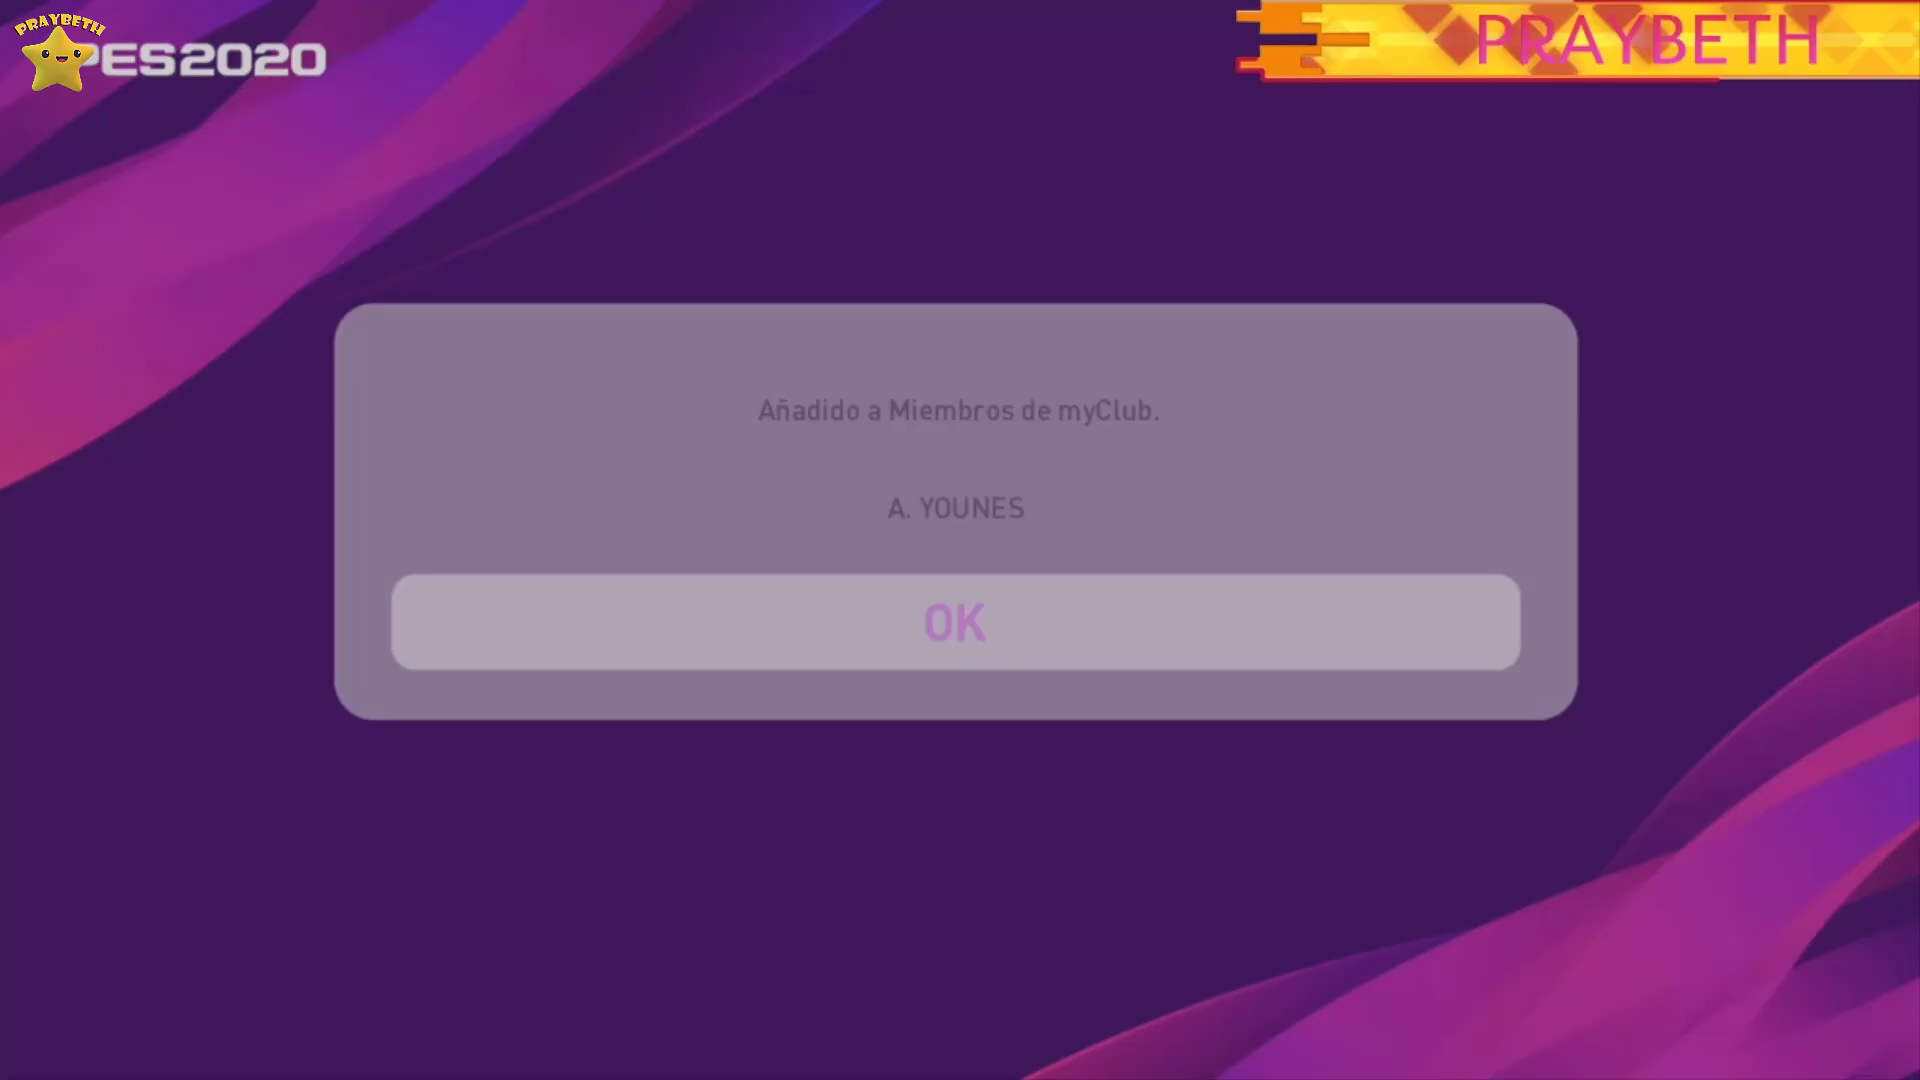 PRAYBETH
PES2020
PRAYBETH
Añadido a Miembros de myClub.
A. YOUNES
OK